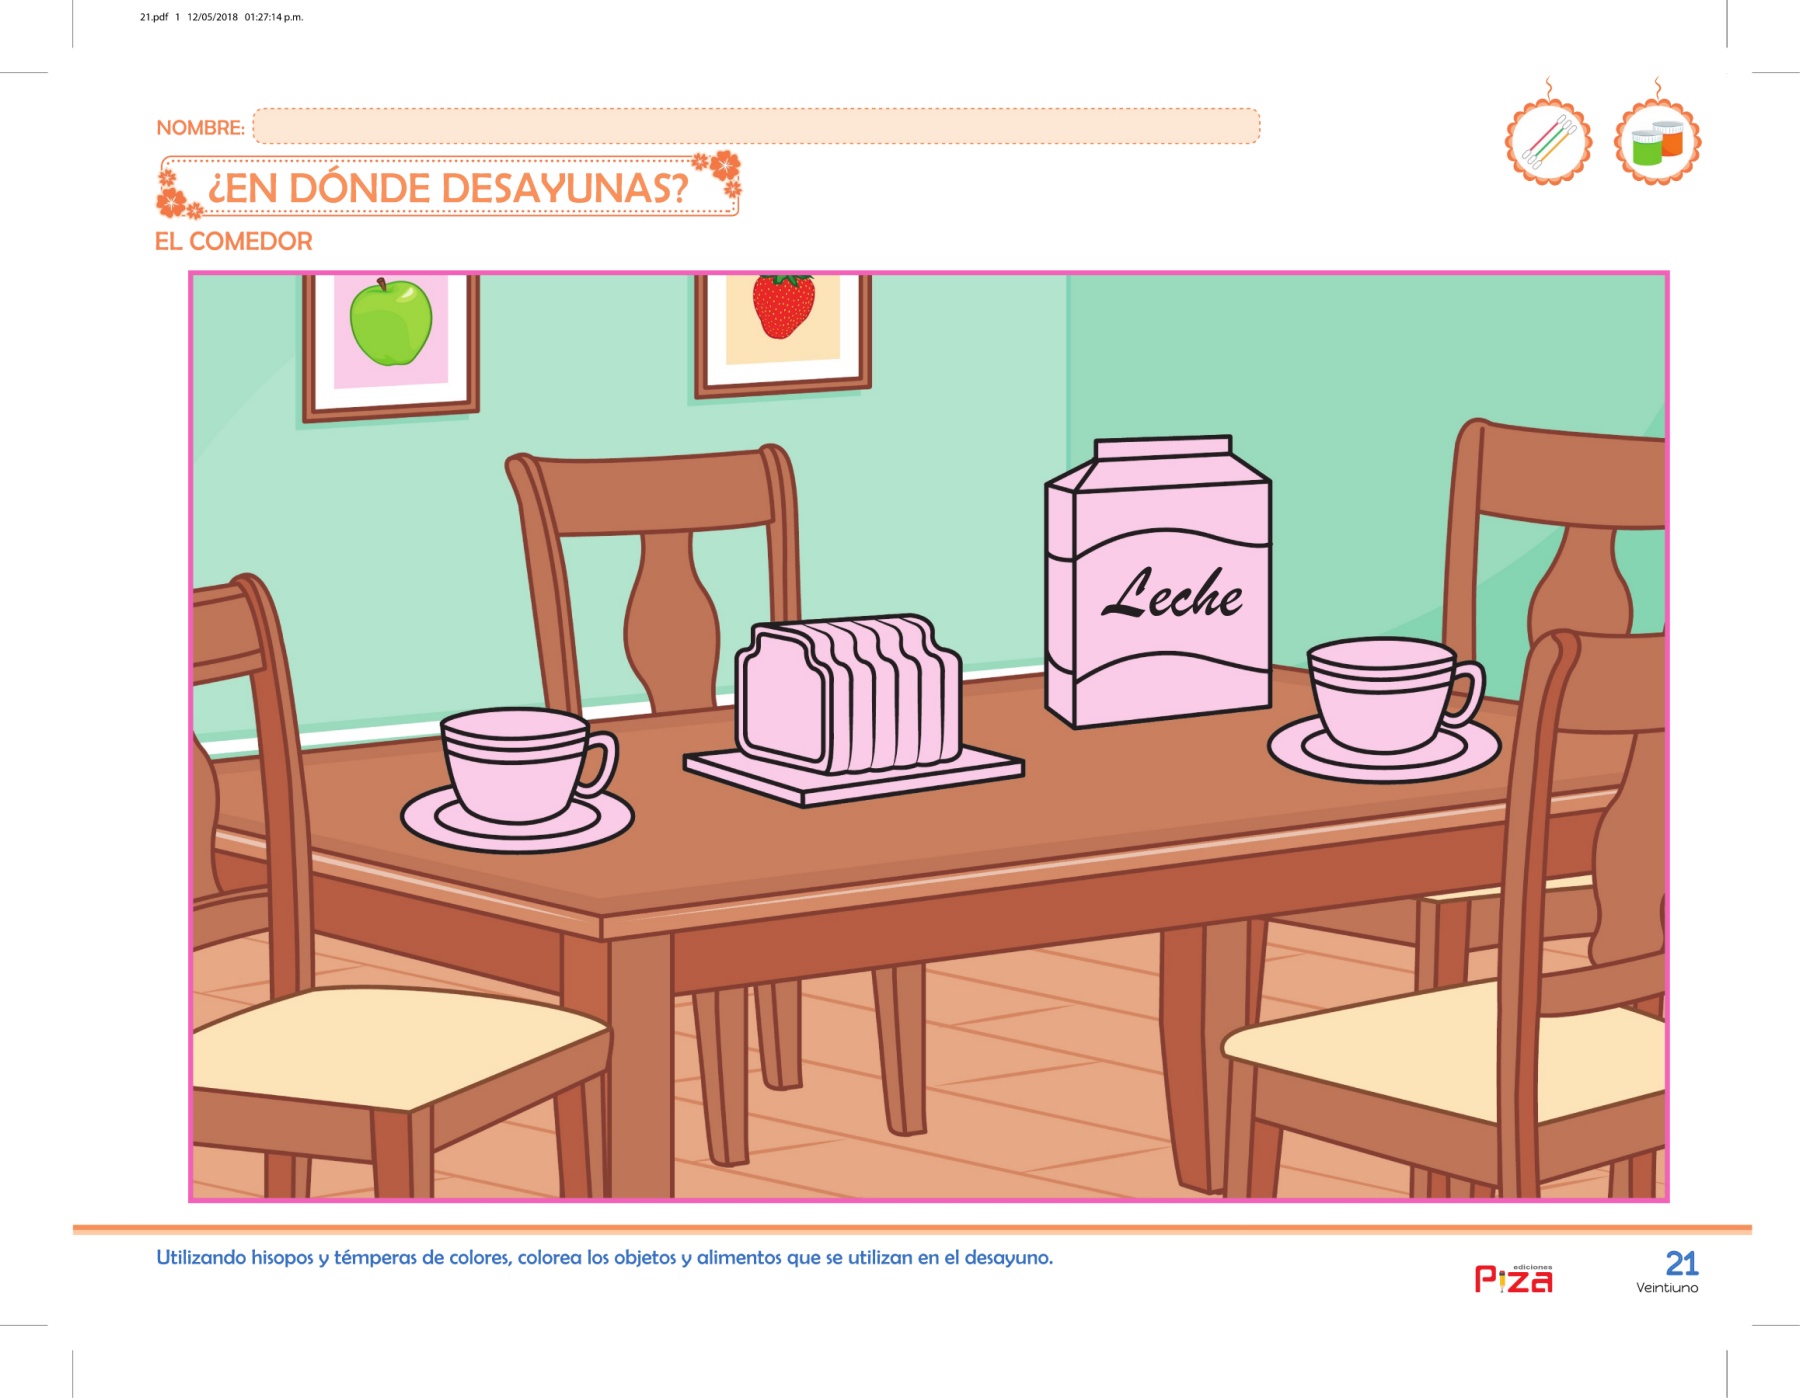 21.pdf 1 12/05/2018 01:27:14 p.m.
NOMBRE:
¿EN DÓNDE DESAYUNAS?
EL COMEDOR
Leche
Utilizando hisopos y témperas de colores, colorea los objetos y alimentos que se utilizan en el desayuno.
ediciones
Piza
21
Veintiuno